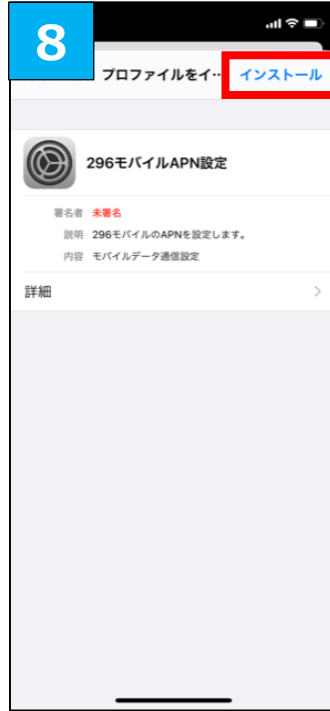 8
プロファイルをイ… インストール
296モバイルAPN設定
署名者 未署名
説明 296モバイルのAPNを設定します。
内容 モバイルデータ通信設定
詳細